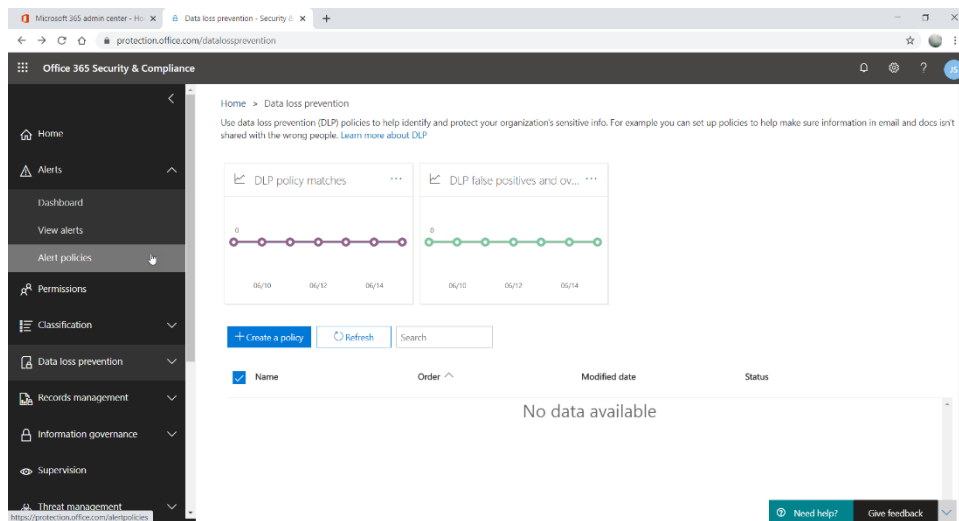 Microsoft 365 admin center - Ho
Data loss prevention - Security &
protection.office.com/datalossprevention
Office 365 Security & Compliance
JS
Home > Data loss prevention
Use data loss prevention (DLP) policies to help identify and protect your organization's sensitive info. For example you can set up policies to help make sure information in email and docs isn't
shared with the wrong people. Learn more about DLP
Home
Alerts
Dashboard
View alerts
Alert policies
Permissions
Classification
Data loss prevention
Records management
Information governance
Supervision
Threat management
https://protection.office.com/alertpolicies
DLP policy matches ...
0
06/10 06/12 06/14
DLP false positives and ov... ...
0
06/10 06/12 06/14
+ Create a policy
Refresh
Search
Name Order Modified date Status
No data available
? Need help?
Give feedback